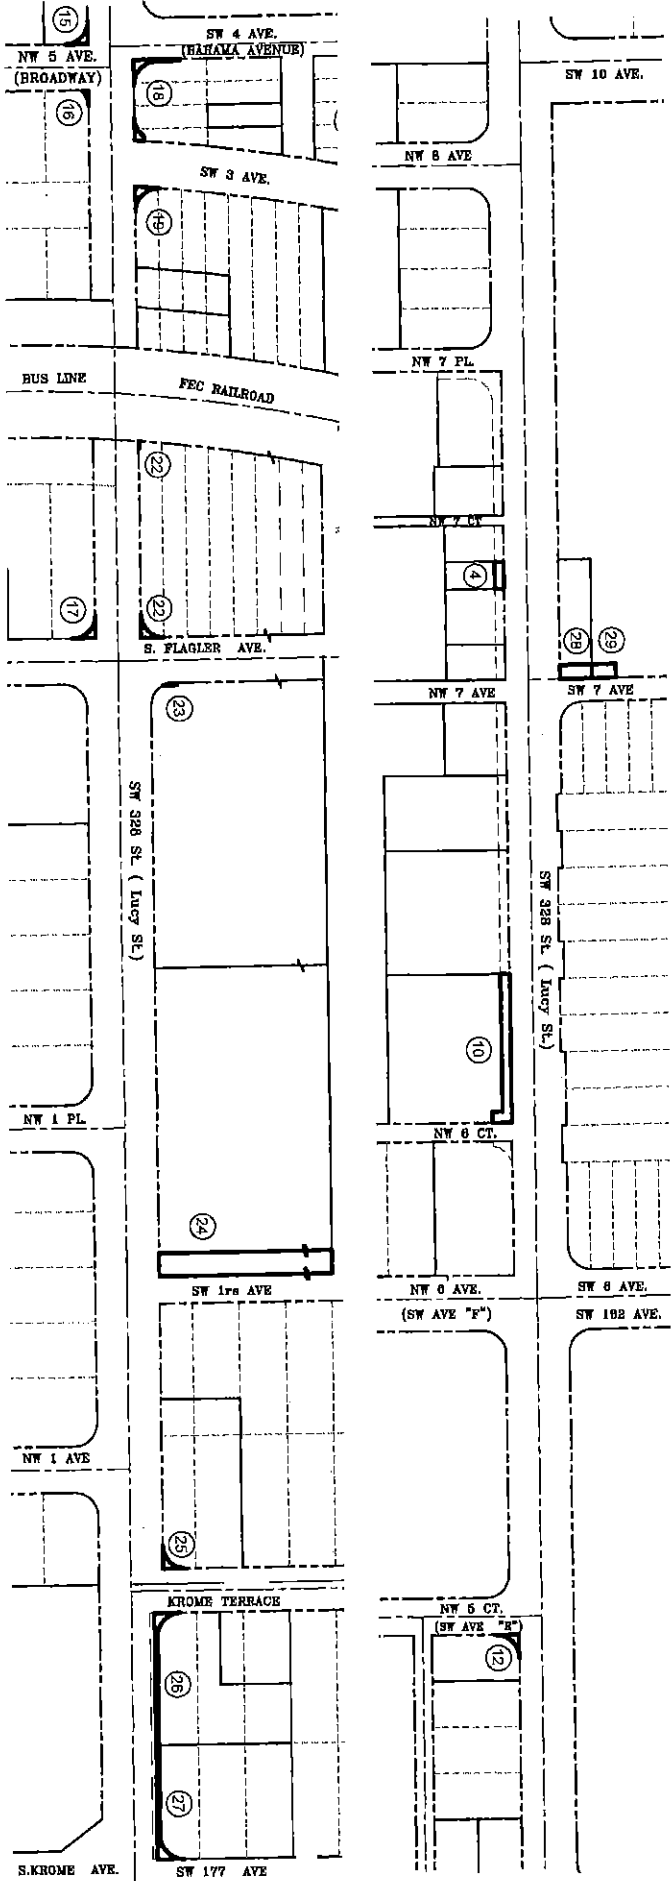 15
NW 5 AVE.
(BROADWAY)
16
SW 4 AVE.
(BAHAMA AVENUE)
18
SW 3 AVE.
19
BUS LINE
FEC RAILROAD
22
17
22
S. FLAGLER AVE.
23
SW 328 St. ( Lucy St.)
NW 1 PL.
24
SW 1rs AVE
NW 1 AVE
25
KROME TERRACE
26
27
S.KROME AVE.
SW 177 AVE
SW 10 AVE.
NW 8 AVE
NW 7 PL.
NW 7 CT
4
28
29
NW 7 AVE
SW 7 AVE
SW 328 St. ( Lucy St.)
10
NW 6 CT.
NW 6 AVE.
(SW AVE "F")
SW 6 AVE.
SW 182 AVE.
NW 5 CT.
(SW AVE "E")
12